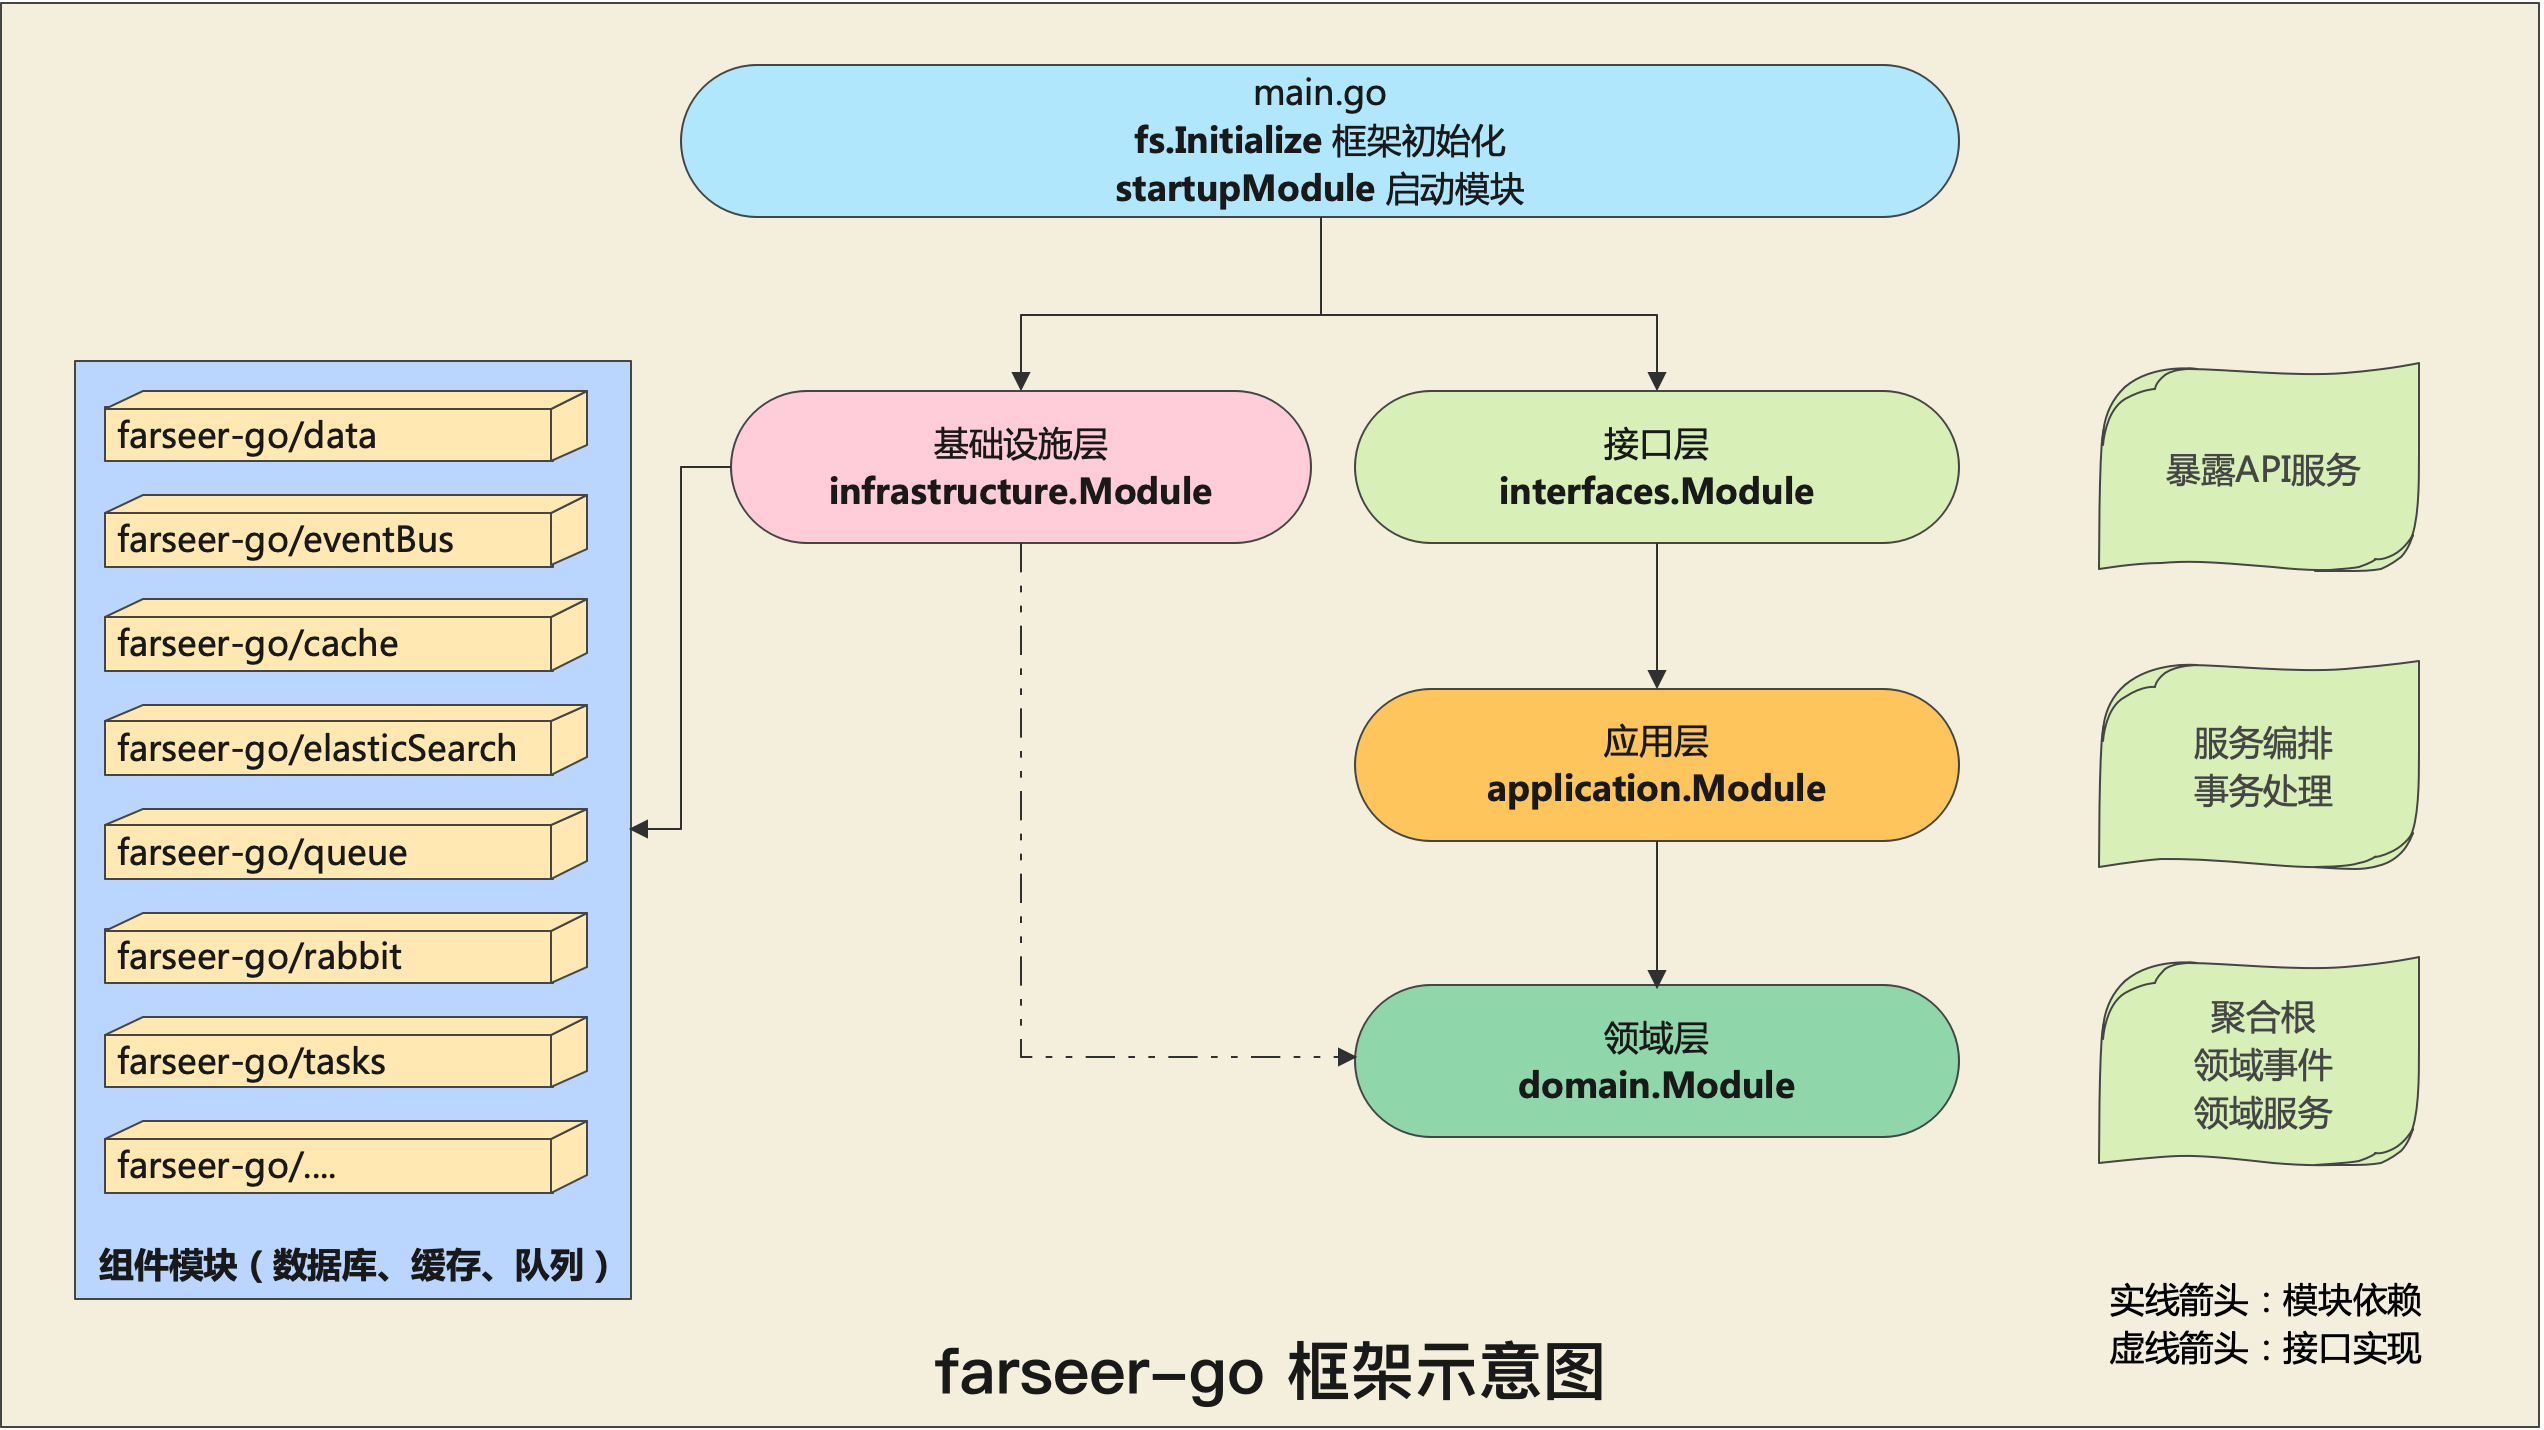 main.go
fs.Initialize 框架初始化
startupModule 启动模块
farseer-go/data
farseer-go/eventBus
farseer-go/cache
farseer-go/elasticSearch
farseer-go/queue
farseer-go/rabbit
farseer-go/tasks
farseer-go/....
组件模块（数据库、缓存、队列）
基础设施层
infrastructure.Module
接口层
interfaces.Module
应用层
application.Module
领域层
domain.Module
暴露API服务
服务编排
事务处理
聚合根
领域事件
领域服务
实线箭头：模块依赖
虚线箭头：接口实现
farseer-go 框架示意图